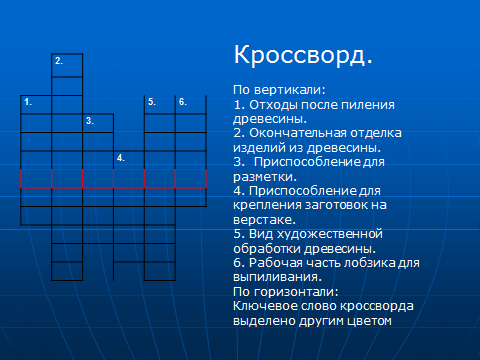 Кроссворд.
2.
1.
5.
6.
3.
4.
По вертикали:
1. Отходы после пиления
древесины.
2. Окончательная отделка
изделий из древесины.
3. Приспособление для
разметки.
4. Приспособление для
крепления заготовок на
верстаке.
5. Вид художественной
обработки древесины.
6. Рабочая часть лобзика для
выпиливания.
По горизонтали:
Ключевое слово кроссворда
выделено другим цветом